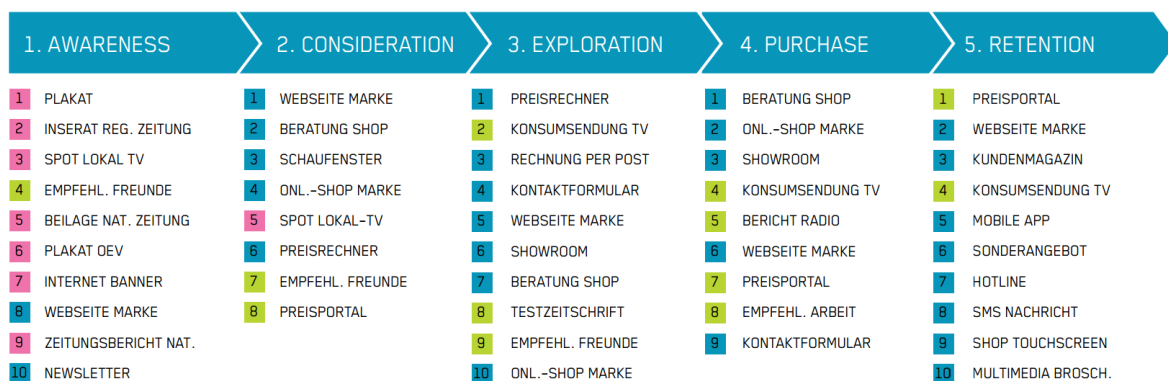 1. AWARENESS
2. CONSIDERATION
3. EXPLORATION
4. PURCHASE
5. RETENTION
1 PLAKAT
2 INSERAT REG. ZEITUNG
3 SPOT LOKAL TV
4 EMPFEHL. FREUNDE
5 BEILAGE NAT. ZEITUNG
6 PLAKAT OEV
7 INTERNET BANNER
8 WEBSEITE MARKE
9 ZEITUNGSBERICHT NAT.
10 NEWSLETTER
1 WEBSEITE MARKE
2 BERATUNG SHOP
3 SCHAUFENSTER
4 ONL.-SHOP MARKE
5 SPOT LOKAL-TV
6 PREISRECHNER
7 EMPFEHL. FREUNDE
8 PREISPORTAL
1 PREISRECHNER
2 KONSUMSENDUNG TV
3 RECHNUNG PER POST
4 KONTAKTFORMULAR
5 WEBSEITE MARKE
6 SHOWROOM
7 BERATUNG SHOP
8 TESTZEITSCHRIFT
9 EMPFEHL. FREUNDE
10 ONL.-SHOP MARKE
1 BERATUNG SHOP
2 ONL.-SHOP MARKE
3 SHOWROOM
4 KONSUMSENDUNG TV
5 BERICHT RADIO
6 WEBSEITE MARKE
7 PREISPORTAL
8 EMPFEHL. ARBEIT
9 KONTAKTFORMULAR
1 PREISPORTAL
2 WEBSEITE MARKE
3 KUNDENMAGAZIN
4 KONSUMSENDUNG TV
5 MOBILE APP
6 SONDERANGEBOT
7 HOTLINE
8 SMS NACHRICHT
9 SHOP TOUCHSCREEN
10 MULTIMEDIA BROSCH.